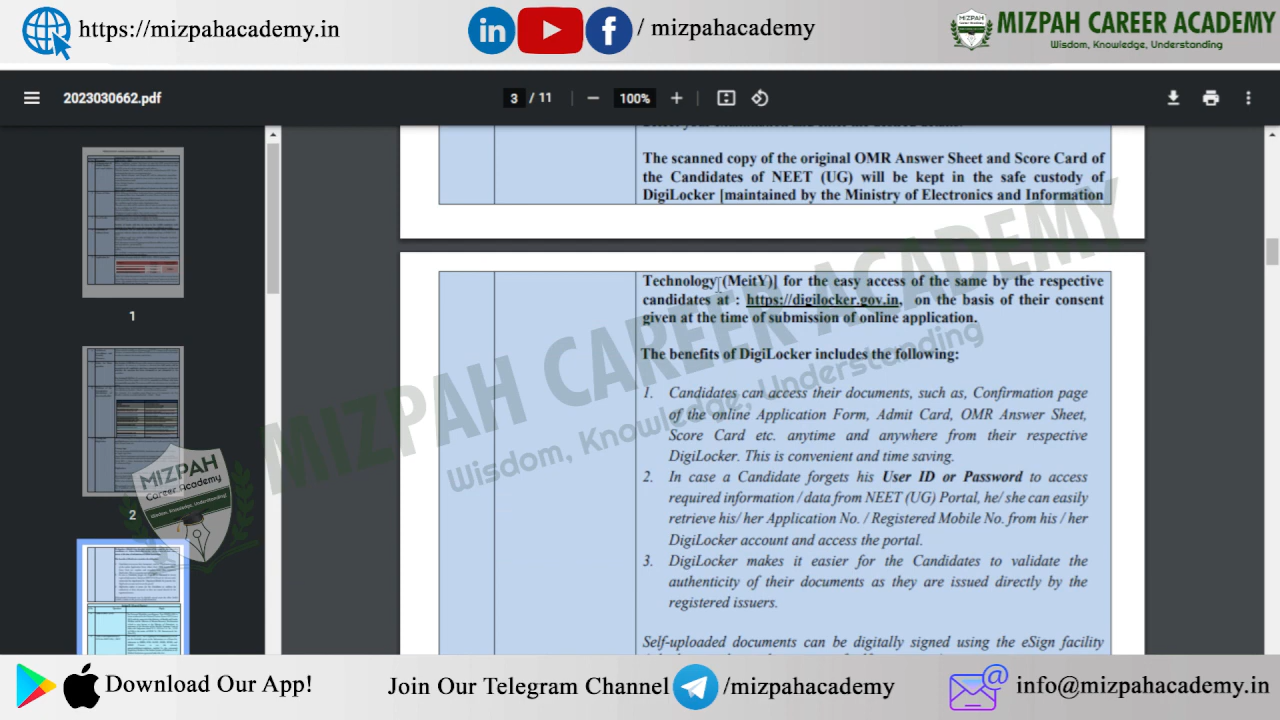 https://mizpahacademy.in
/ mizpahacademy
MIZPAH CAREER ACADEMY
Wisdom, Knowledge, Understanding
2023030662.pdf
3 / 11
100%
The scanned copy of the original OMR Answer Sheet and Score Card of
the Candidates of NEET (UG) will be kept in the safe custody of
DigiLocker [maintained by the Ministry of Electronics and Information
Technology (MeitY)] for the easy access of the same by the respective
candidates at : https://digilocker.gov.in, on the basis of their consent
given at the time of submission of online application.
The benefits of DigiLocker includes the following:
1. Candidates can access their documents, such as, Confirmation page
of the online Application Form, Admit Card, OMR Answer Sheet,
Score Card etc. anytime and anywhere from their respective
DigiLocker. This is convenient and time saving.
2. In case a Candidate forgets his User ID or Password to access
required information / data from NEET (UG) Portal, he/ she can easily
retrieve his/ her Application No. / Registered Mobile No. from his / her
DigiLocker account and access the portal.
3. DigiLocker makes it easier for the Candidates to validate the
authenticity of their documents as they are issued directly by the
registered issuers.
Self-uploaded documents can be digitally signed using the eSign facility
1
2
MIZPAH
Career Academy
Wisdom, Knowledge, Understanding
MIZPAH CAREER ACADEMY
Wisdom, Knowledge, Understanding
Download Our App!
Join Our Telegram Channel
/mizpahacademy
info@mizpahacademy.in